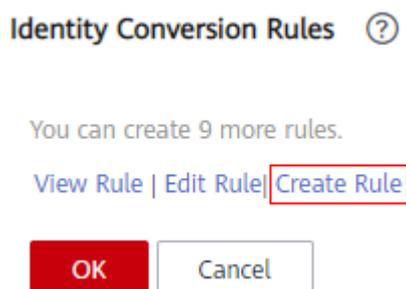 Identity Conversion Rules ?
You can create 9 more rules.
View Rule | Edit Rule| Create Rule
OK Cancel